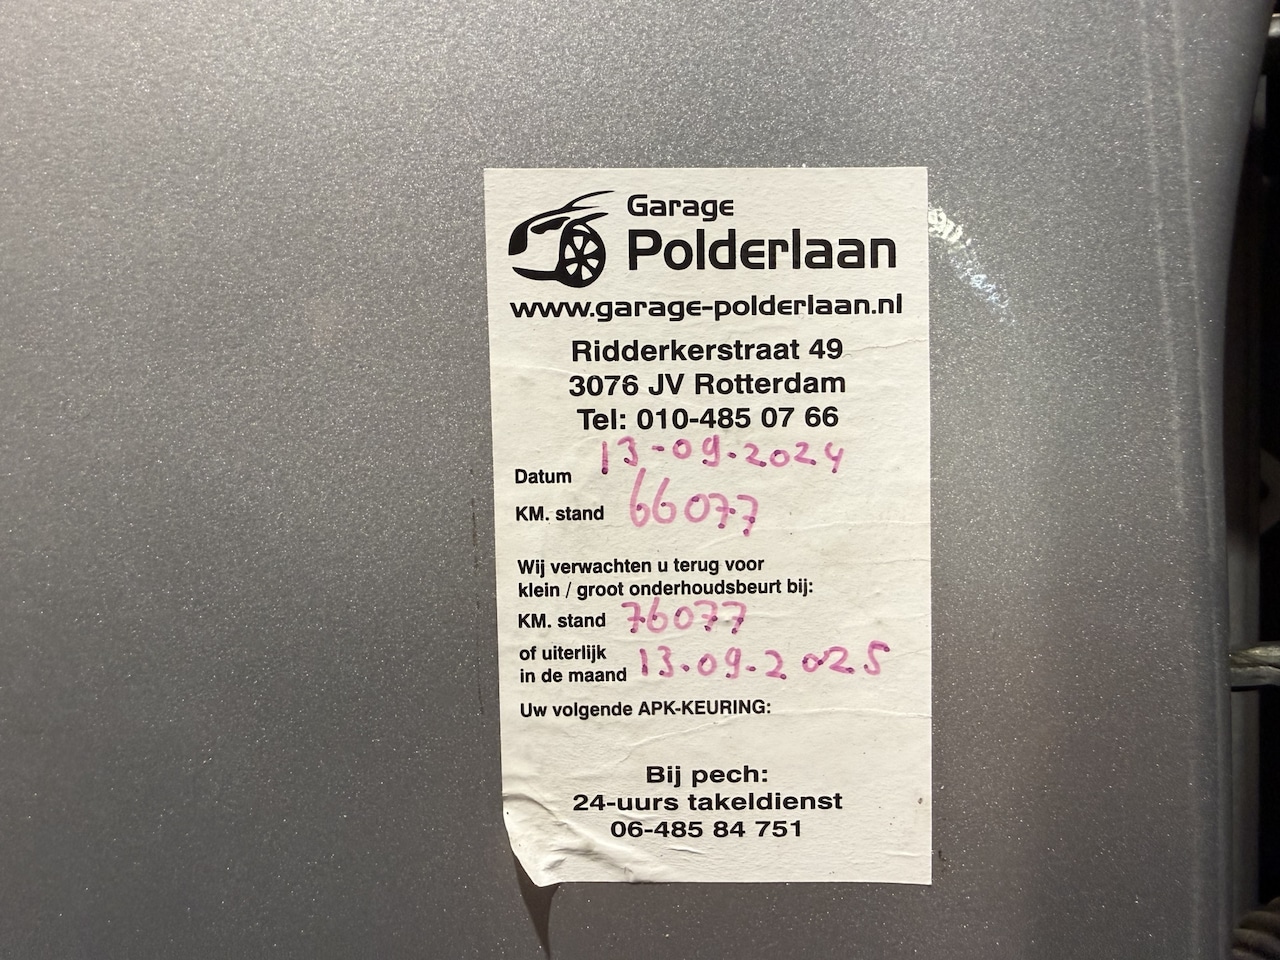 Garage
Polderlaan
www.garage-polderlaan.nl
Ridderkerstraat 49
3076 JV Rotterdam
Tel: 010-485 07 66
Datum 13-09-2024
KM. stand 66077
Wij verwachten u terug voor
klein / groot onderhoudsbeurt bij:
KM. stand 76077
of uiterlijk
in de maand 13.09.2025
Uw volgende APK-KEURING:
Bij pech:
24-uurs takeldienst
06-485 84 751